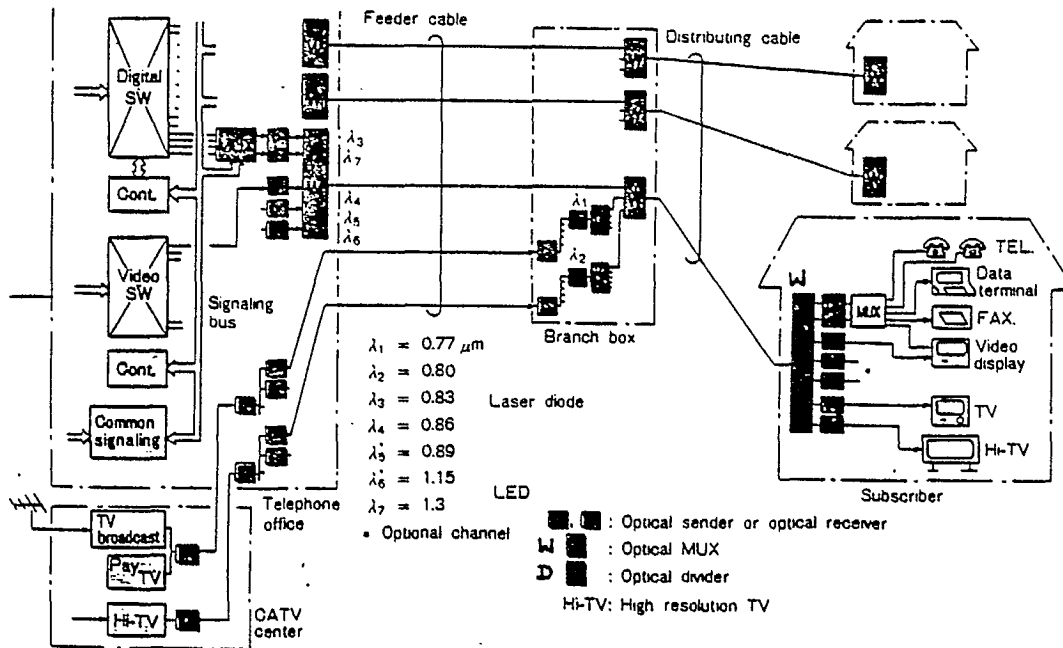 Feeder cable
Distributing cable
Digital
SW
λ3
λ7
Cont.
λ4
λ5
λ6
λ1
λ2
Video
SW
Signaling
bus
Cont.
Common
signaling
Branch box
W
MUX
TEL.
Data
terminal
FAX.
Video
display
TV
Hi-TV
Subscriber
λ1 = 0.77 μm
λ2 = 0.80
λ3 = 0.83
λ4 = 0.86
λ5* = 0.89
λ6* = 1.15
λ7 = 1.3
Laser diode
LED
• Optional channel
Telephone
office
TV
broadcast
Pay
TV
Hi-TV
CATV
center
: Optical sender or optical receiver
W : Optical MUX
D : Optical divider
Hi-TV: High resolution TV